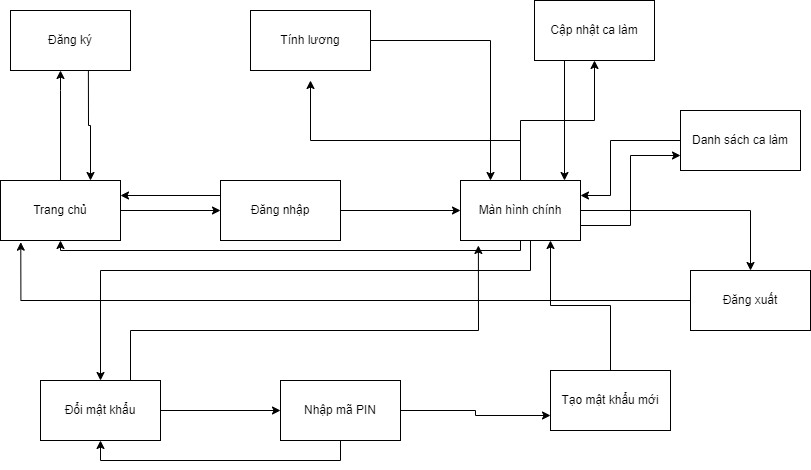 Đăng ký
Tính lương
Cập nhật ca làm
Danh sách ca làm
Trang chủ
Đăng nhập
Màn hình chính
Đăng xuất
Đổi mật khẩu
Nhập mã PIN
Tạo mật khẩu mới